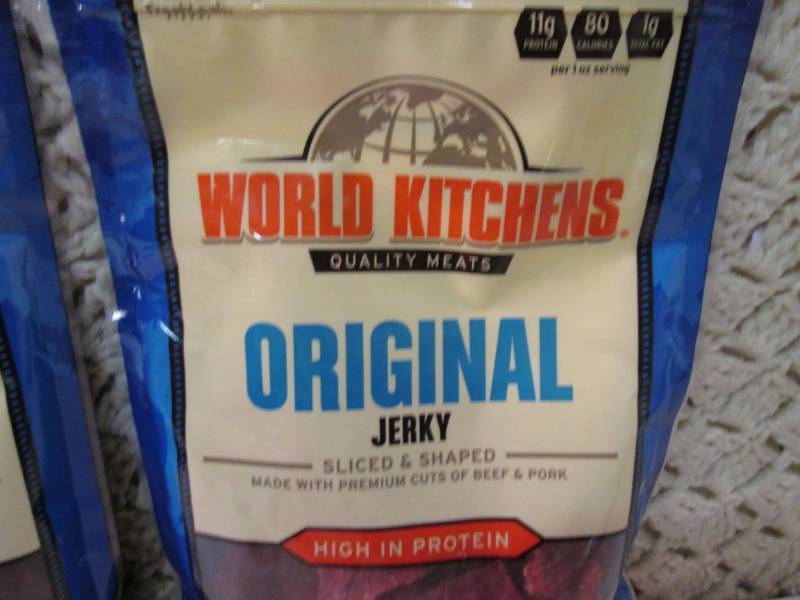 11g 80 1g
PROTEIN CALORIES TOTAL FAT
per 1 oz serving
WORLD KITCHENS®
QUALITY MEATS
ORIGINAL
JERKY
SLICED & SHAPED
MADE WITH PREMIUM CUTS OF BEEF & PORK
HIGH IN PROTEIN